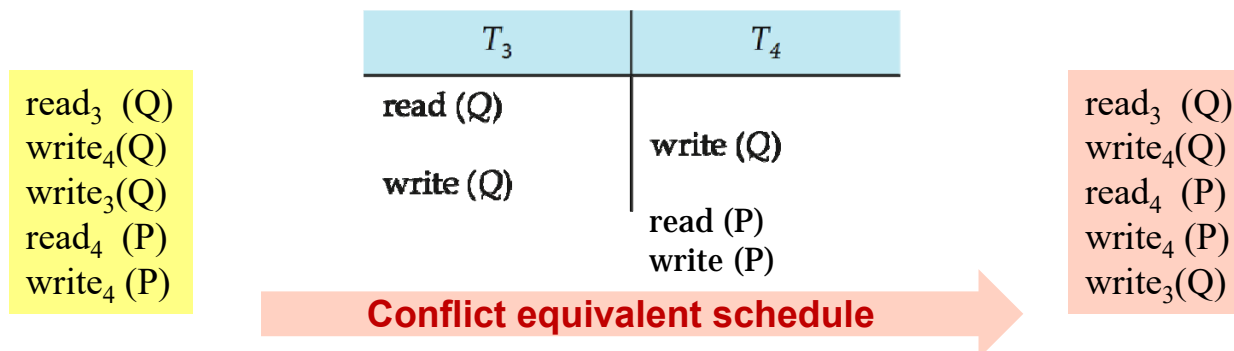 read₃ (Q)
write₄(Q)
write₃(Q)
read₄ (P)
write₄ (P)
T₃ T₄
read (Q)
write (Q)
write (Q)
read (P)
write (P)
Conflict equivalent schedule
read₃ (Q)
write₄(Q)
read₄ (P)
write₄ (P)
write₃(Q)